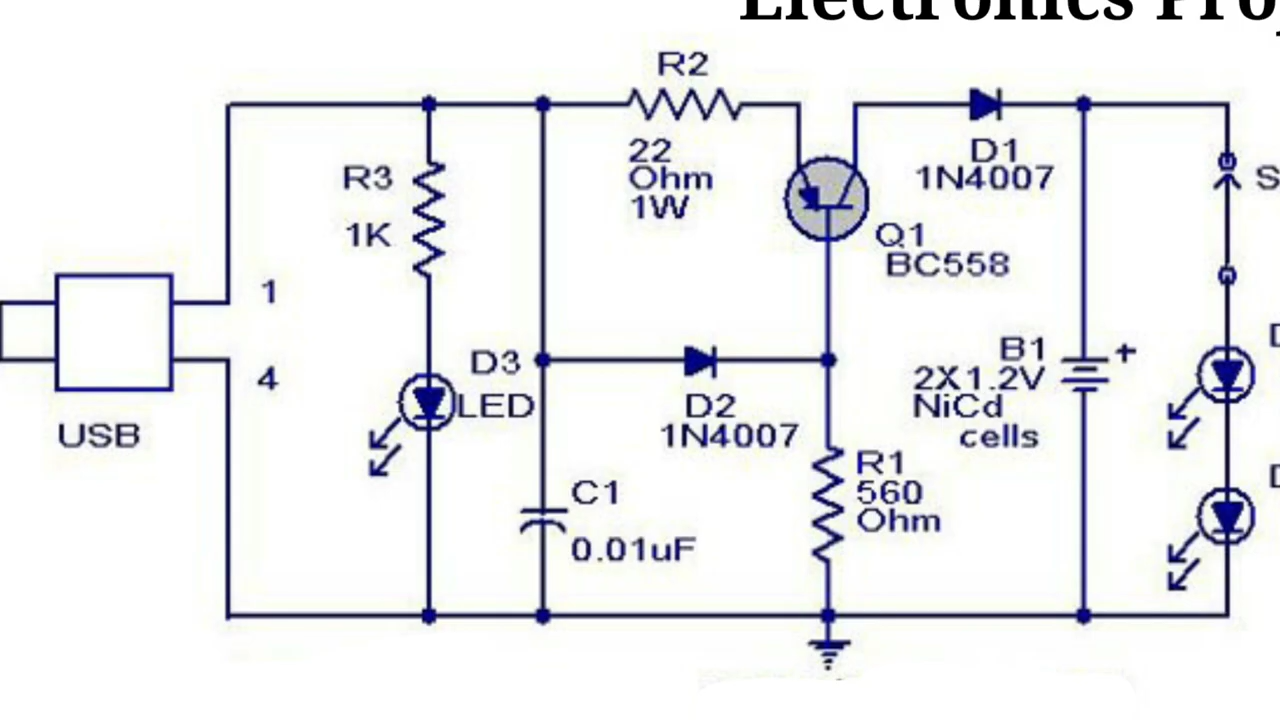 R2
22
Ohm
1W
R3
1K
D1
1N4007
Q1
BC558
S
1
4
USB
D3
LED
D2
1N4007
B1
+
2X1.2V
NiCd
cells
C1
0.01uF
R1
560
Ohm